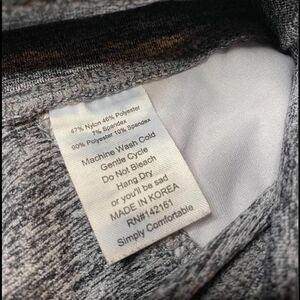 47% Nylon 46% Polyester
7% Spandex
90% Polyester 10% Spandex
Machine Wash Cold
Gentle Cycle
Do Not Bleach
Hang Dry
or you'll be sad
MADE IN KOREA
RN#142161
Simply Comfortable